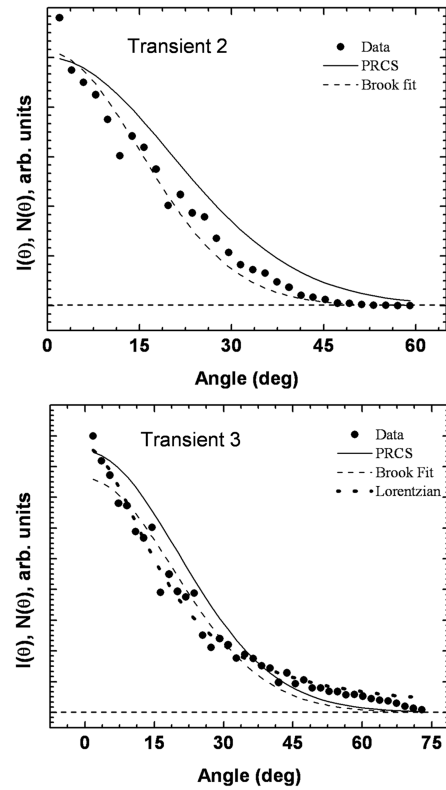 Transient 2
Data
PRCS
Brook fit
I(θ), N(θ), arb. units
0
15
30
45
60
Angle (deg)
Transient 3
Data
PRCS
Brook Fit
Lorentzian
I(θ), N(θ), arb. units
0
15
30
45
60
75
Angle (deg)